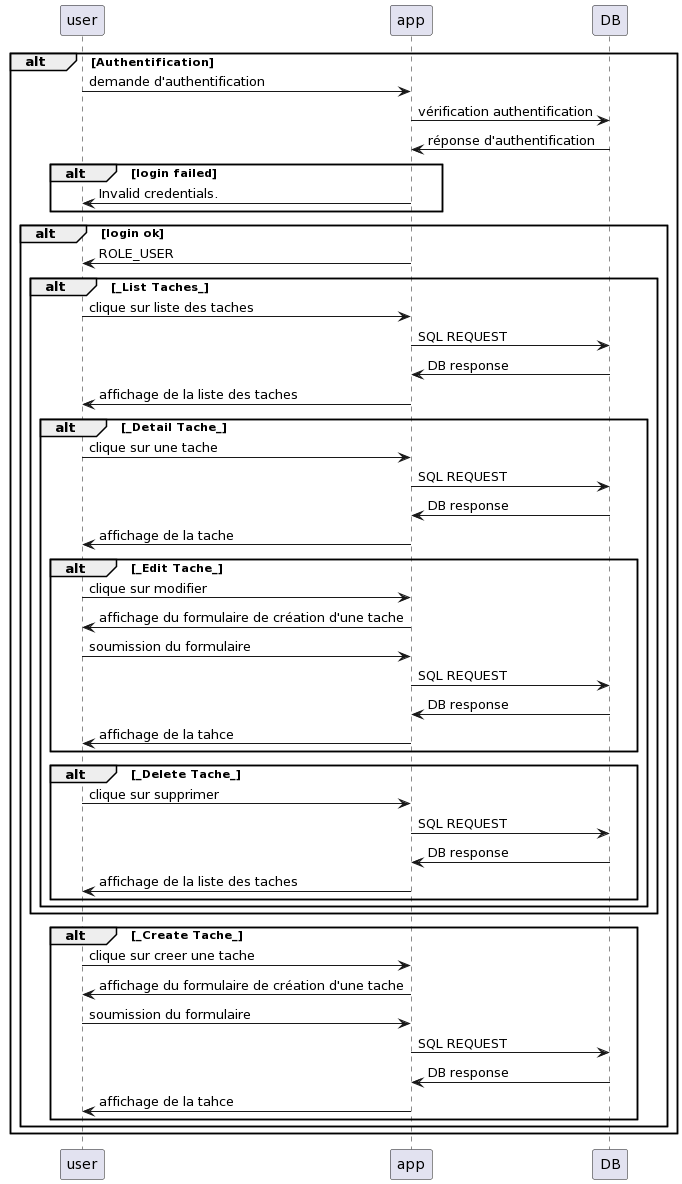 user app DB
alt [Authentification]
demande d'authentification
vérification authentification
réponse d'authentification
alt [login failed]
Invalid credentials.
alt [login ok]
ROLE_USER
alt [_List Taches_]
clique sur liste des taches
SQL REQUEST
DB response
affichage de la liste des taches
alt [_Detail Tache_]
clique sur une tache
SQL REQUEST
DB response
affichage de la tache
alt [_Edit Tache_]
clique sur modifier
affichage du formulaire de création d'une tache
soumission du formulaire
SQL REQUEST
DB response
affichage de la tahce
alt [_Delete Tache_]
clique sur supprimer
SQL REQUEST
DB response
affichage de la liste des taches
alt [_Create Tache_]
clique sur creer une tache
affichage du formulaire de création d'une tache
soumission du formulaire
SQL REQUEST
DB response
affichage de la tahce
user app DB